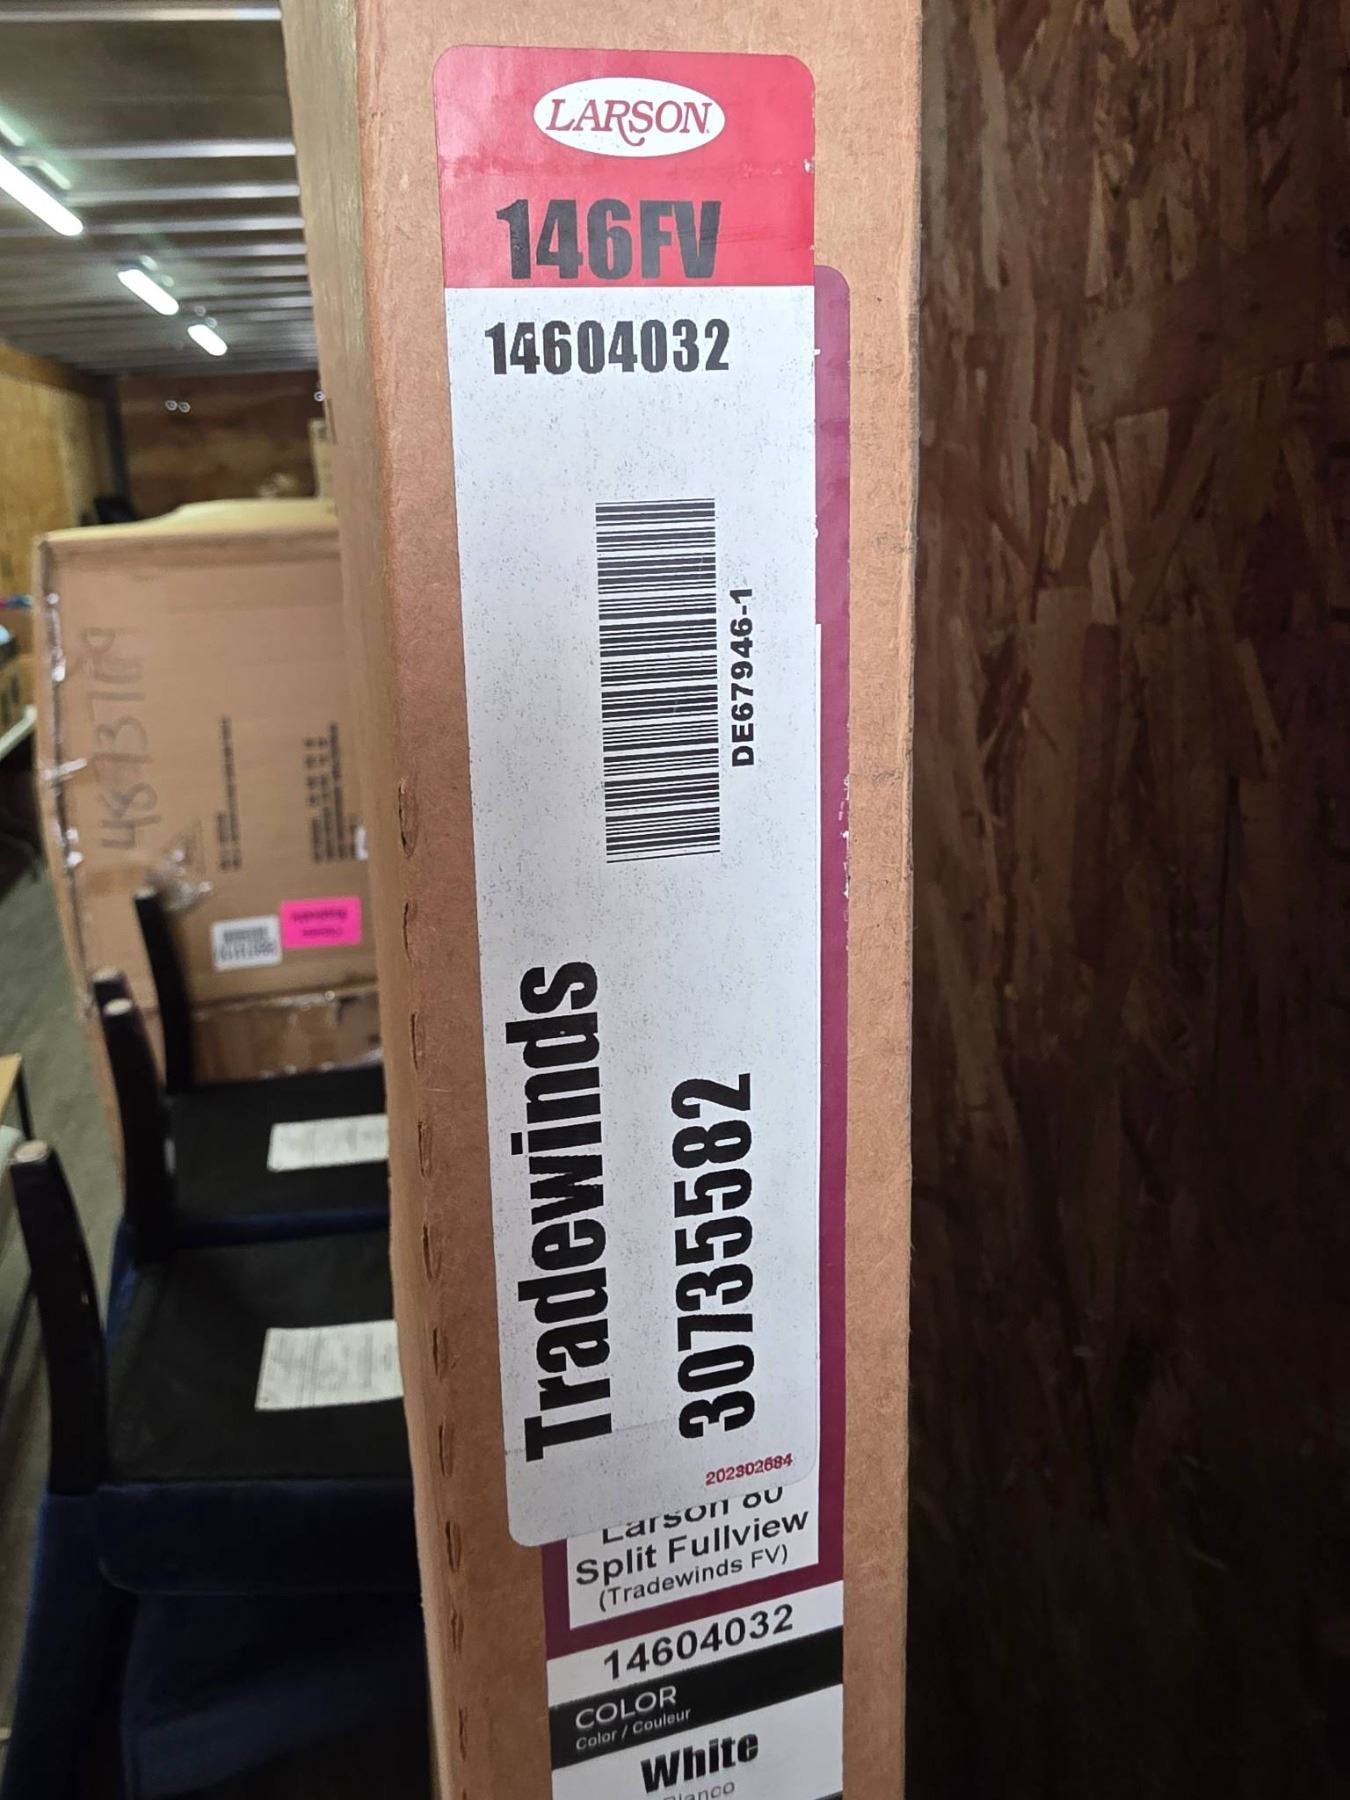 LARSON
146FV
14604032
DE67946-1
Tradewinds
30735582
202302684
Larson 80
Split Fullview
(Tradewinds FV)
14604032
COLOR
Color / Couleur
White
Blanco